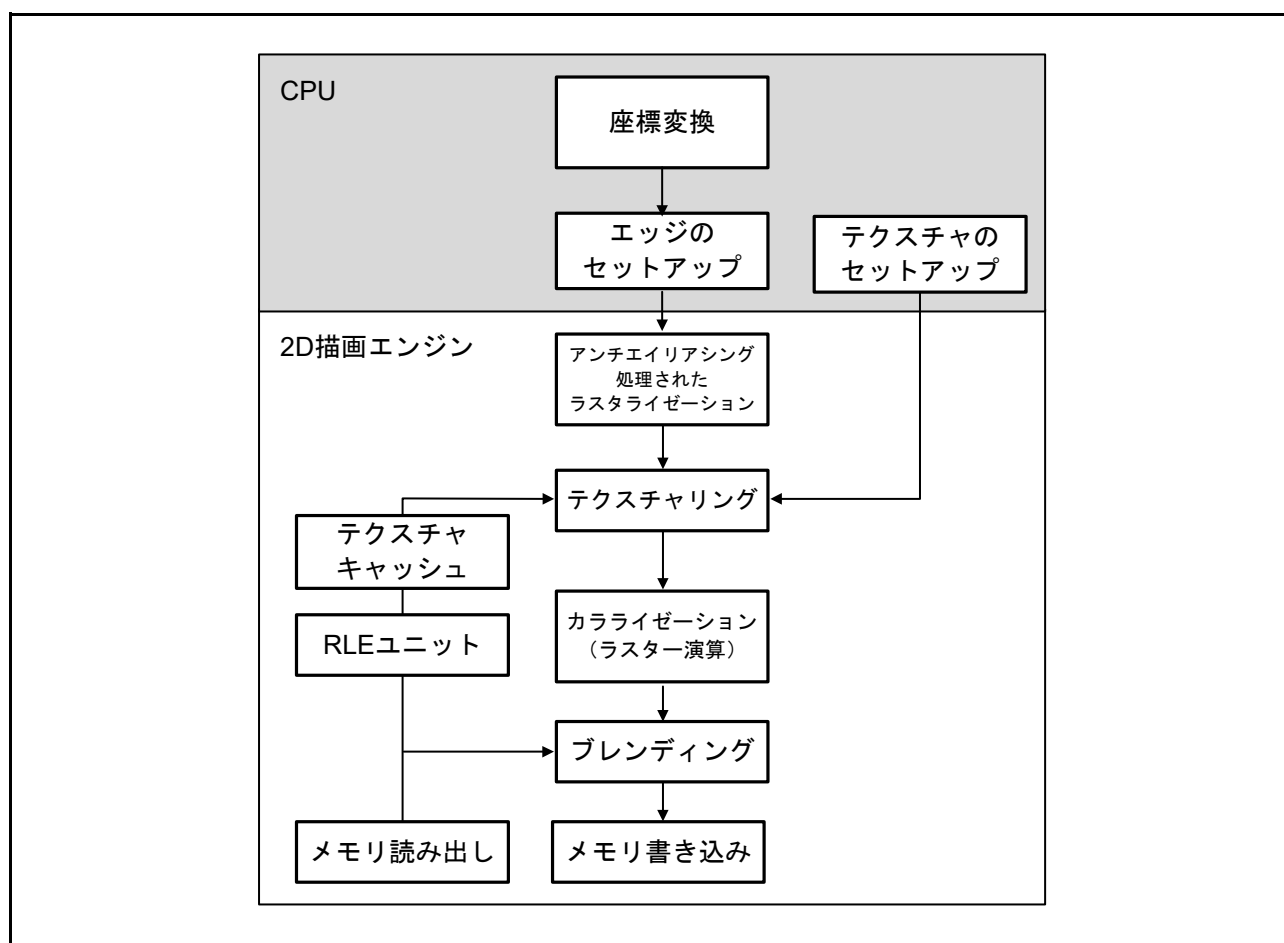 CPU
座標変換
エッジの
セットアップ
テクスチャの
セットアップ
2D描画エンジン
アンチエイリアシング
処理された
ラスタライゼーション
テクスチャリング
テクスチャ
キャッシュ
RLEユニット
カラライゼーション
（ラスター演算）
ブレンディング
メモリ読み出し
メモリ書き込み